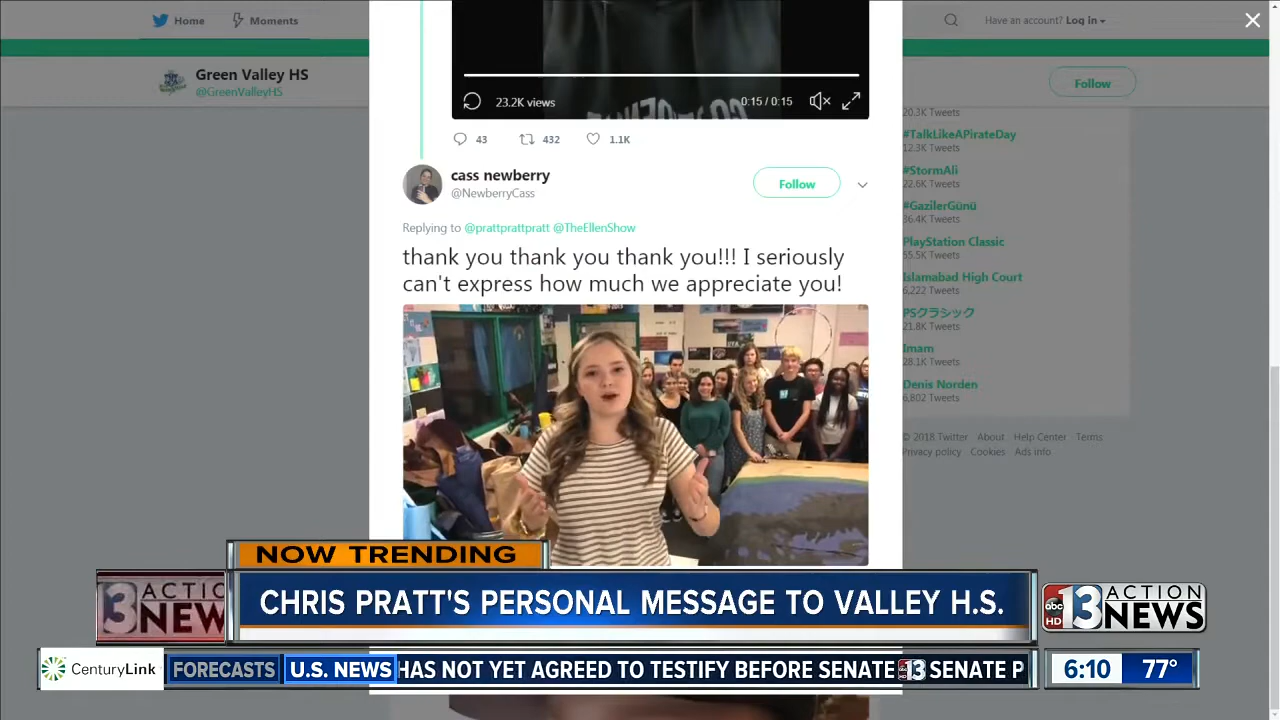 Home
Moments
Have an account? Log in
Green Valley HS
@GreenValleyHS
Follow
23.2K views
0:15 / 0:15
43
432
1.1K
cass newberry
@NewberryCass
Follow
Replying to @prattprattpratt @TheEllenShow
thank you thank you thank you!!! I seriously
can't express how much we appreciate you!
20.3K Tweets
#TalkLikeAPirateDay
12.3K Tweets
#StormAli
22.6K Tweets
#GazilerGünü
36.4K Tweets
PlayStation Classic
55.5K Tweets
Islamabad High Court
6,222 Tweets
PSクラシック
21.8K Tweets
Imam
28.1K Tweets
Denis Norden
6,802 Tweets
© 2018 Twitter About Help Center Terms
Privacy policy Cookies Ads info
NOW TRENDING
13 ACTIO
NEW
CHRIS PRATT'S PERSONAL MESSAGE TO VALLEY H.S.
abc HD 13 ACTION
NEWS
CenturyLink
FORECASTS
U.S. NEWS
HAS NOT YET AGREED TO TESTIFY BEFORE SENATE 13 SENATE P
6:10 77°